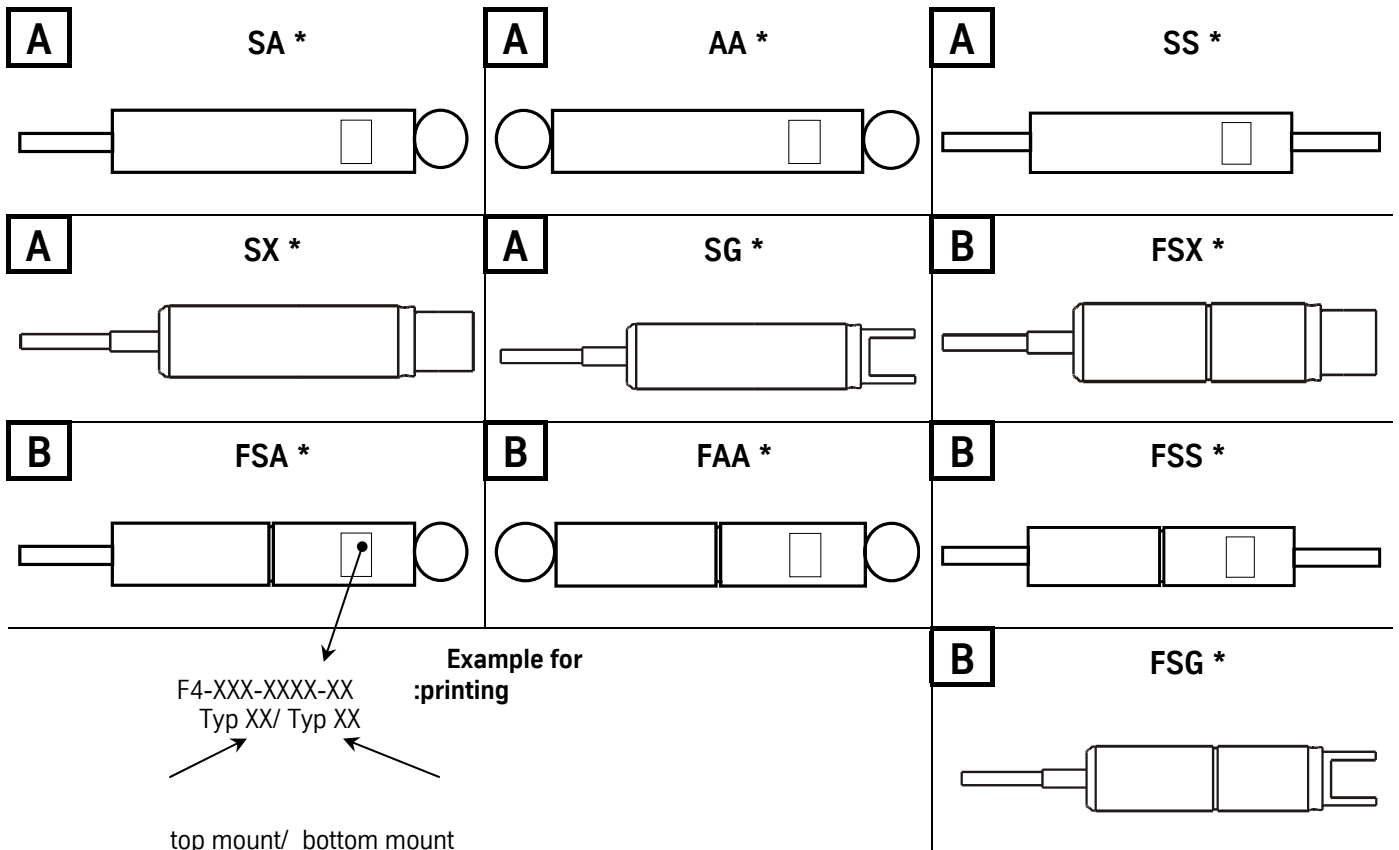 A
SA *
A
AA *
A
SS *
A
SX *
A
SG *
B
FSX *
B
FSA *
B
FAA *
B
FSS *
Example for
:printing
F4-XXX-XXXX-XX
Typ XX/ Typ XX
top mount/ bottom mount
B
FSG *